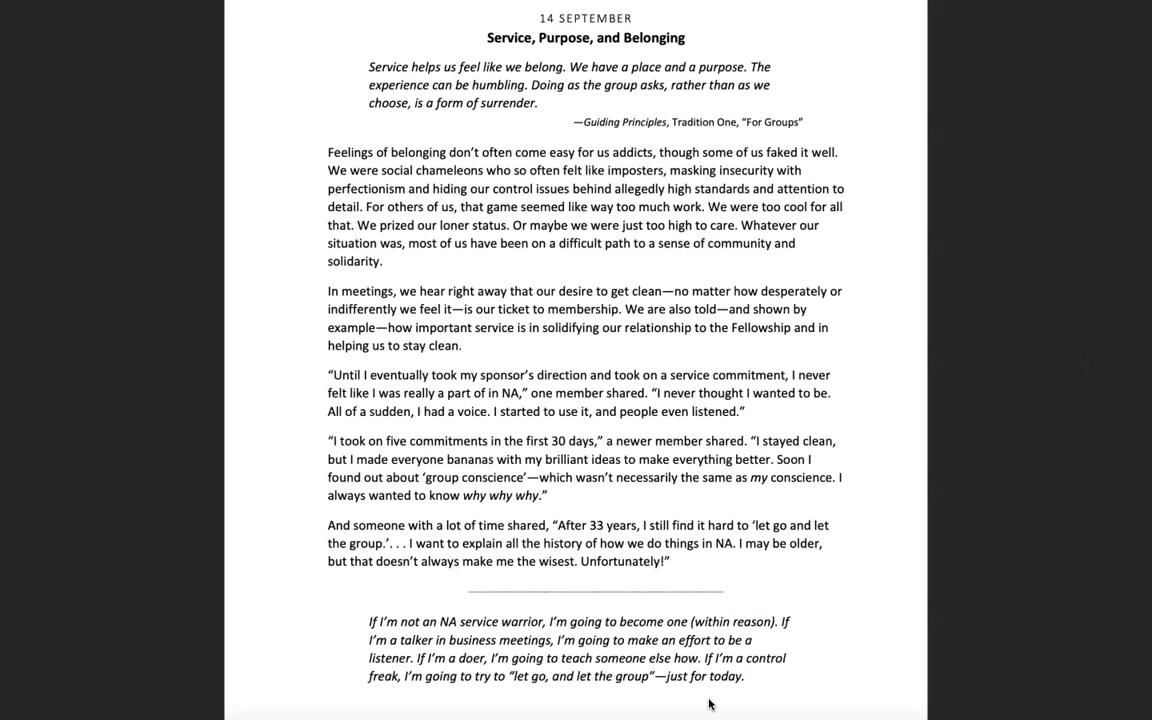 14 SEPTEMBER
Service, Purpose, and Belonging
Service helps us feel like we belong. We have a place and a purpose. The
experience can be humbling. Doing as the group asks, rather than as we
choose, is a form of surrender.
—Guiding Principles, Tradition One, “For Groups”
Feelings of belonging don’t often come easy for us addicts, though some of us faked it well.
We were social chameleons who so often felt like imposters, masking insecurity with
perfectionism and hiding our control issues behind allegedly high standards and attention to
detail. For others of us, that game seemed like way too much work. We were too cool for all
that. We prized our loner status. Or maybe we were just too high to care. Whatever our
situation was, most of us have been on a difficult path to a sense of community and
solidarity.
In meetings, we hear right away that our desire to get clean—no matter how desperately or
indifferently we feel it—is our ticket to membership. We are also told—and shown by
example—how important service is in solidifying our relationship to the Fellowship and in
helping us to stay clean.
“Until I eventually took my sponsor’s direction and took on a service commitment, I never
felt like I was really a part of in NA,” one member shared. “I never thought I wanted to be.
All of a sudden, I had a voice. I started to use it, and people even listened.”
“I took on five commitments in the first 30 days,” a newer member shared. “I stayed clean,
but I made everyone bananas with my brilliant ideas to make everything better. Soon I
found out about ‘group conscience’—which wasn’t necessarily the same as my conscience. I
always wanted to know why why why.”
And someone with a lot of time shared, “After 33 years, I still find it hard to ‘let go and let
the group.’. . . I want to explain all the history of how we do things in NA. I may be older,
but that doesn’t always make me the wisest. Unfortunately!”
If I’m not an NA service warrior, I’m going to become one (within reason). If
I’m a talker in business meetings, I’m going to make an effort to be a
listener. If I’m a doer, I’m going to teach someone else how. If I’m a control
freak, I’m going to try to “let go, and let the group”—just for today.